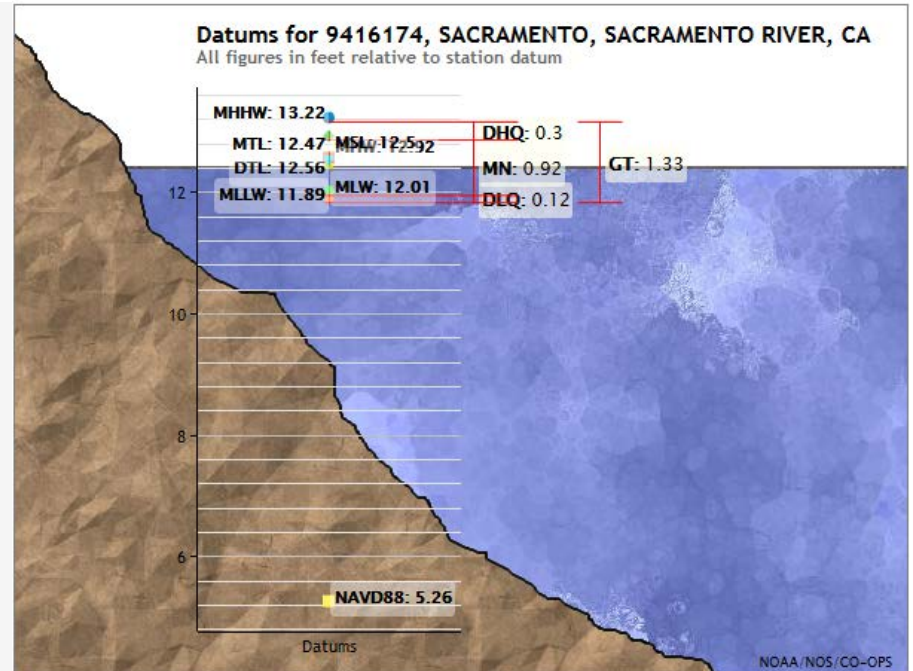 Datums for 9416174, SACRAMENTO, SACRAMENTO RIVER, CA
All figures in feet relative to station datum
MHHW: 13.22
DHQ: 0.3
MTL: 12.47 MSL: 12.5
MHW: 12.92
DTL: 12.56
MN: 0.92
GT: 1.33
12
MLLW: 11.89 MLW: 12.01
DLQ: 0.12
10
8
6
NAVD88: 5.26
Datums
NOAA/NOS/CO-OPS